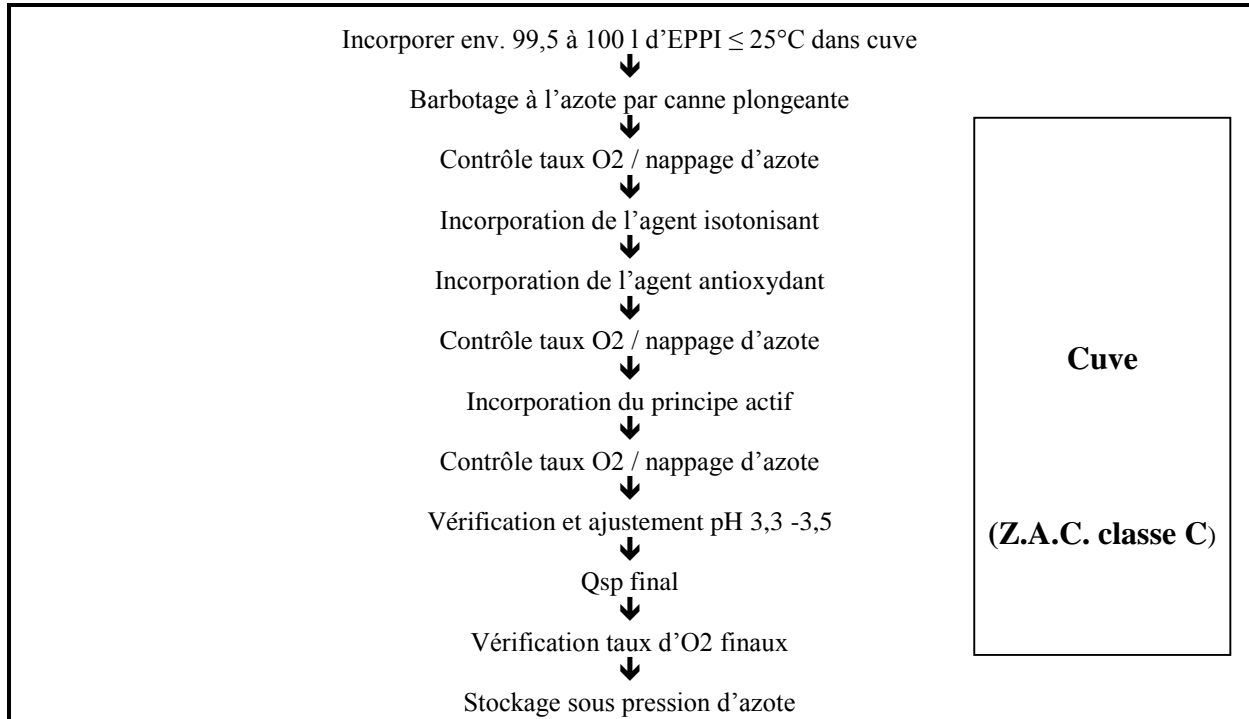 Incorporer env. 99,5 à 100 l d’EPPI ≤ 25°C dans cuve
Barbotage à l’azote par canne plongeante
Contrôle taux O2 / nappage d’azote
Incorporation de l’agent isotonisant
Incorporation de l’agent antioxydant
Contrôle taux O2 / nappage d’azote
Incorporation du principe actif
Contrôle taux O2 / nappage d’azote
Vérification et ajustement pH 3,3 -3,5
Qsp final
Vérification taux d’O2 finaux
Stockage sous pression d’azote
Cuve
(Z.A.C. classe C)